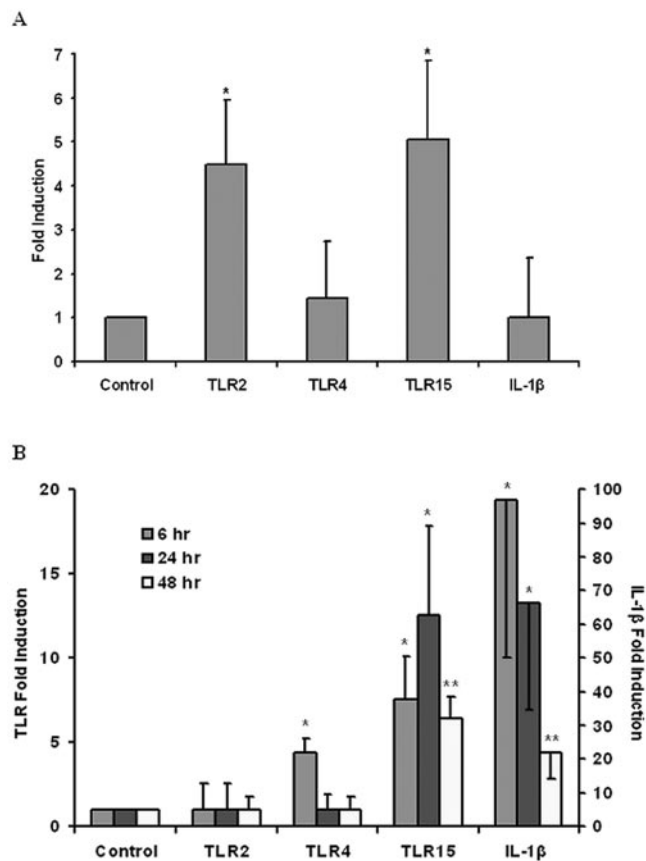 A
7
6
5
4
3
2
1
0
Fold Induction
* *
Control TLR2 TLR4 TLR15 IL-1β
B
20
15
10
5
0
TLR Fold Induction
6 hr
24 hr
48 hr
* * * ** * * **
100
90
80
70
60
50
40
30
20
10
0
IL-1β Fold Induction
Control TLR2 TLR4 TLR15 IL-1β